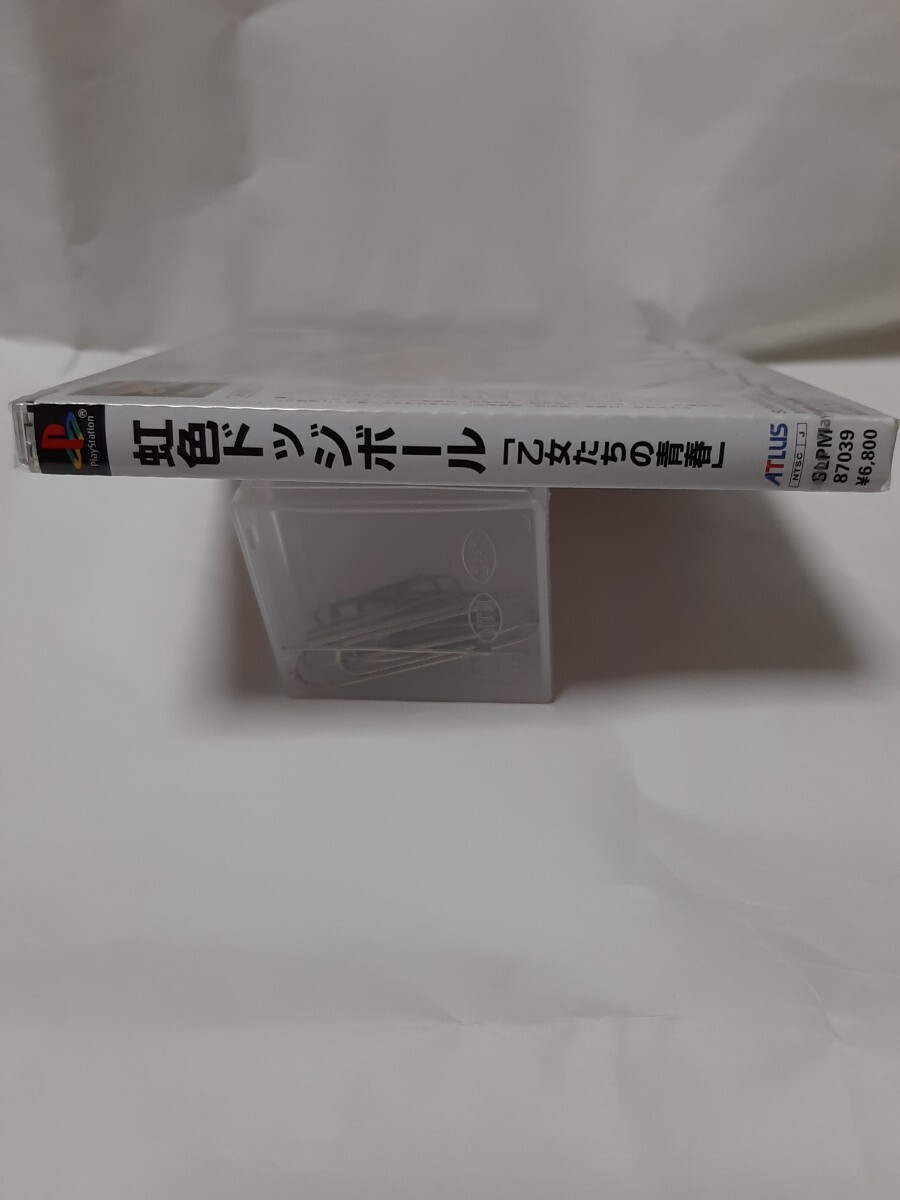 PlayStation®
虹色ドッジボール「乙女たちの青春」
ATLUS
NTSC J
SLPM
87039
¥6,800